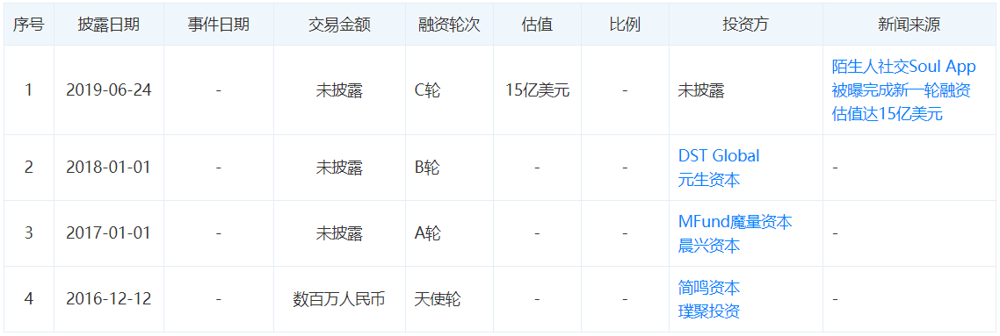 序号 披露日期 事件日期 交易金额 融资轮次 估值 比例 投资方 新闻来源
1 2019-06-24 - 未披露 C轮 15亿美元 - 未披露 陌生人社交Soul App
被曝完成新一轮融资
估值达15亿美元
2 2018-01-01 - 未披露 B轮 - - DST Global -
元生资本
3 2017-01-01 - 未披露 A轮 - - MFund魔量资本 -
晨兴资本
4 2016-12-12 - 数百万人民币 天使轮 - - 简鸣资本 -
璞聚投资